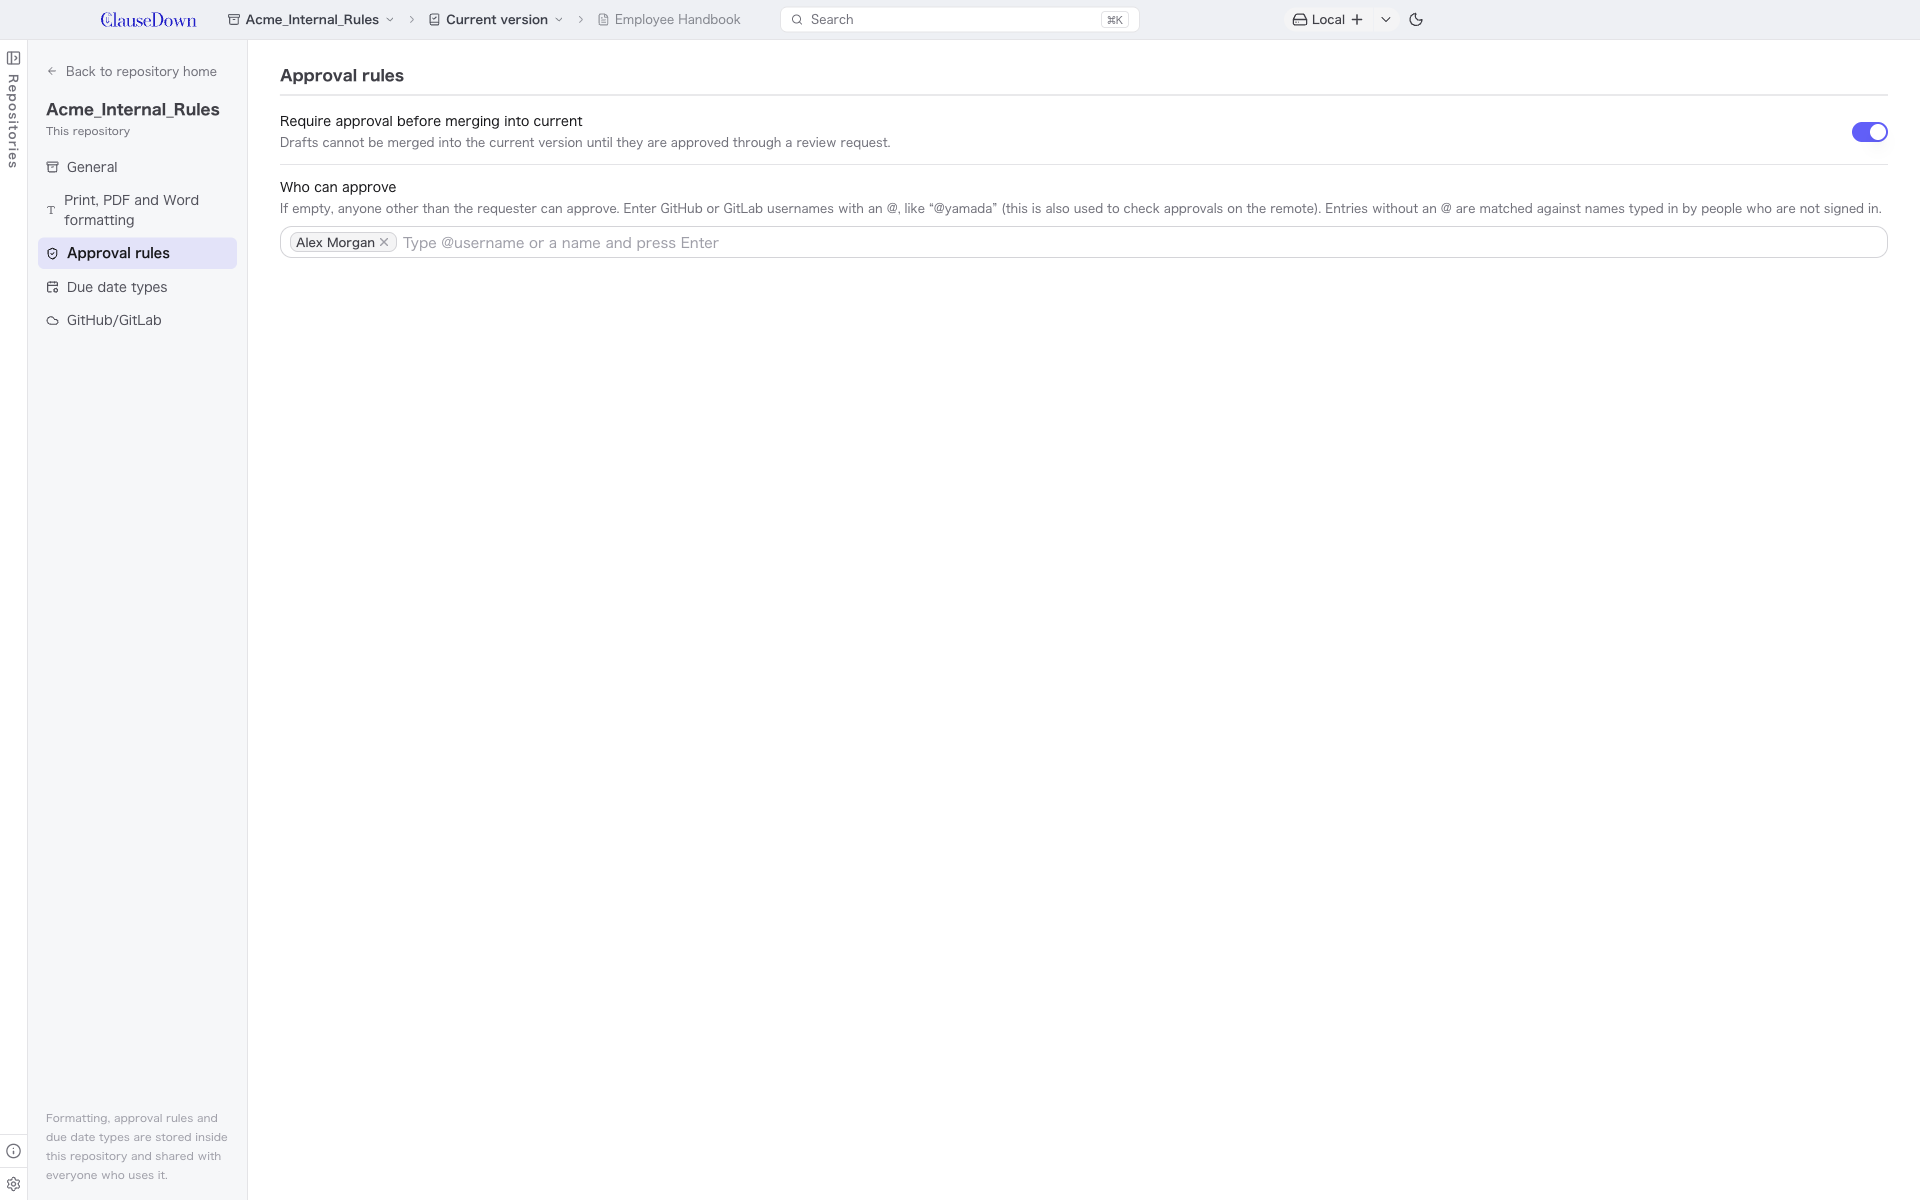 ClauseDown
Acme_Internal_Rules
Current version
Employee Handbook
Search
⌘K
Local
Repositories
Back to repository home
Acme_Internal_Rules
This repository
General
Print, PDF and Word
formatting
Approval rules
Due date types
GitHub/GitLab
Formatting, approval rules and
due date types are stored inside
this repository and shared with
everyone who uses it.
Approval rules
Require approval before merging into current
Drafts cannot be merged into the current version until they are approved through a review request.
Who can approve
If empty, anyone other than the requester can approve. Enter GitHub or GitLab usernames with an @, like “@yamada” (this is also used to check approvals on the remote). Entries without an @ are matched against names typed in by people who are not signed in.
Alex Morgan
Type @username or a name and press Enter